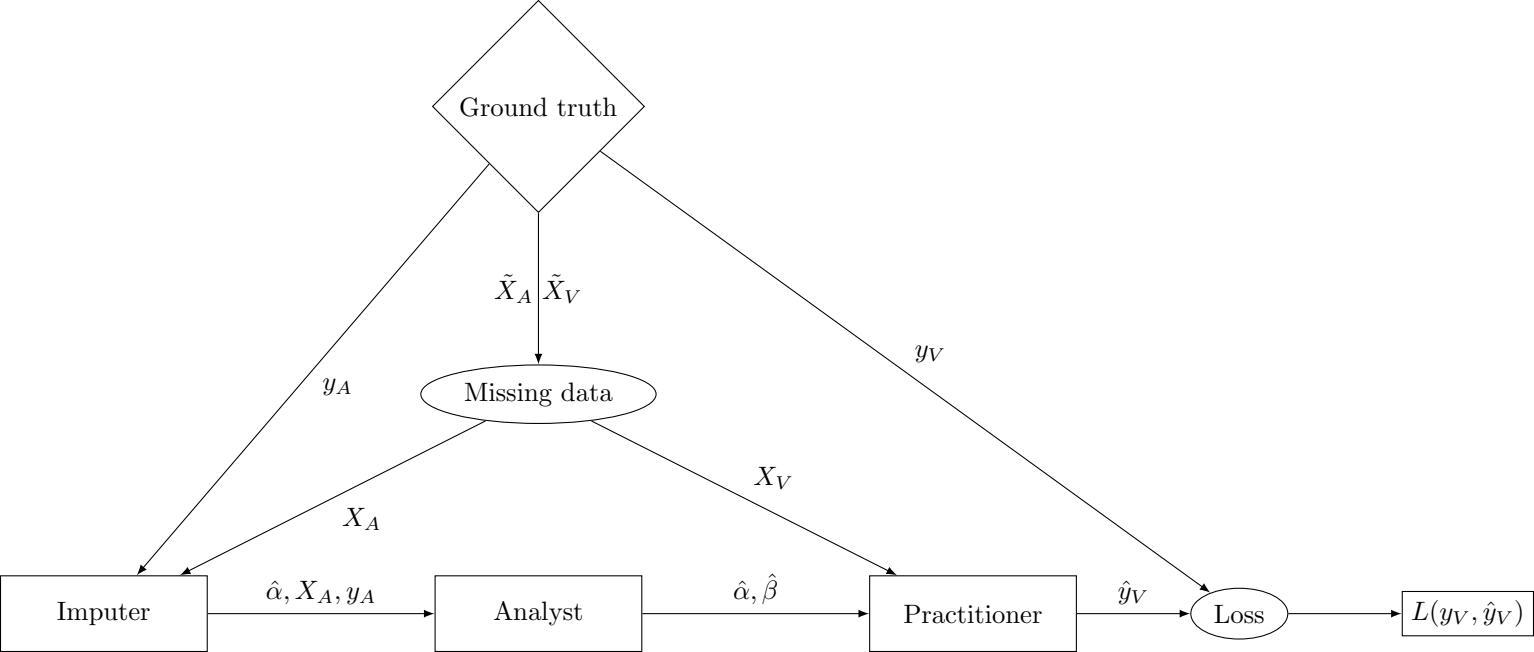 Ground truth
X̃_A X̃_V
y_V
y_A
Missing data
X_V
X_A
α̂, X_A, y_A
α̂, β̂
ŷ_V
Imputer
Analyst
Practitioner
Loss
L(y_V, ŷ_V)